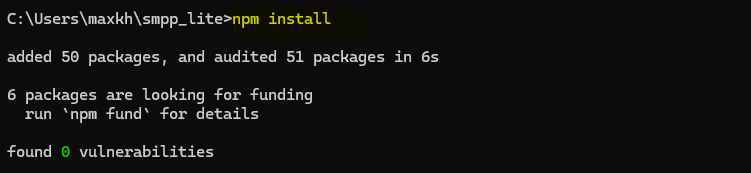 C:\Users\maxkh\smpp_lite>npm install
added 50 packages, and audited 51 packages in 6s
6 packages are looking for funding
run `npm fund` for details
found 0 vulnerabilities